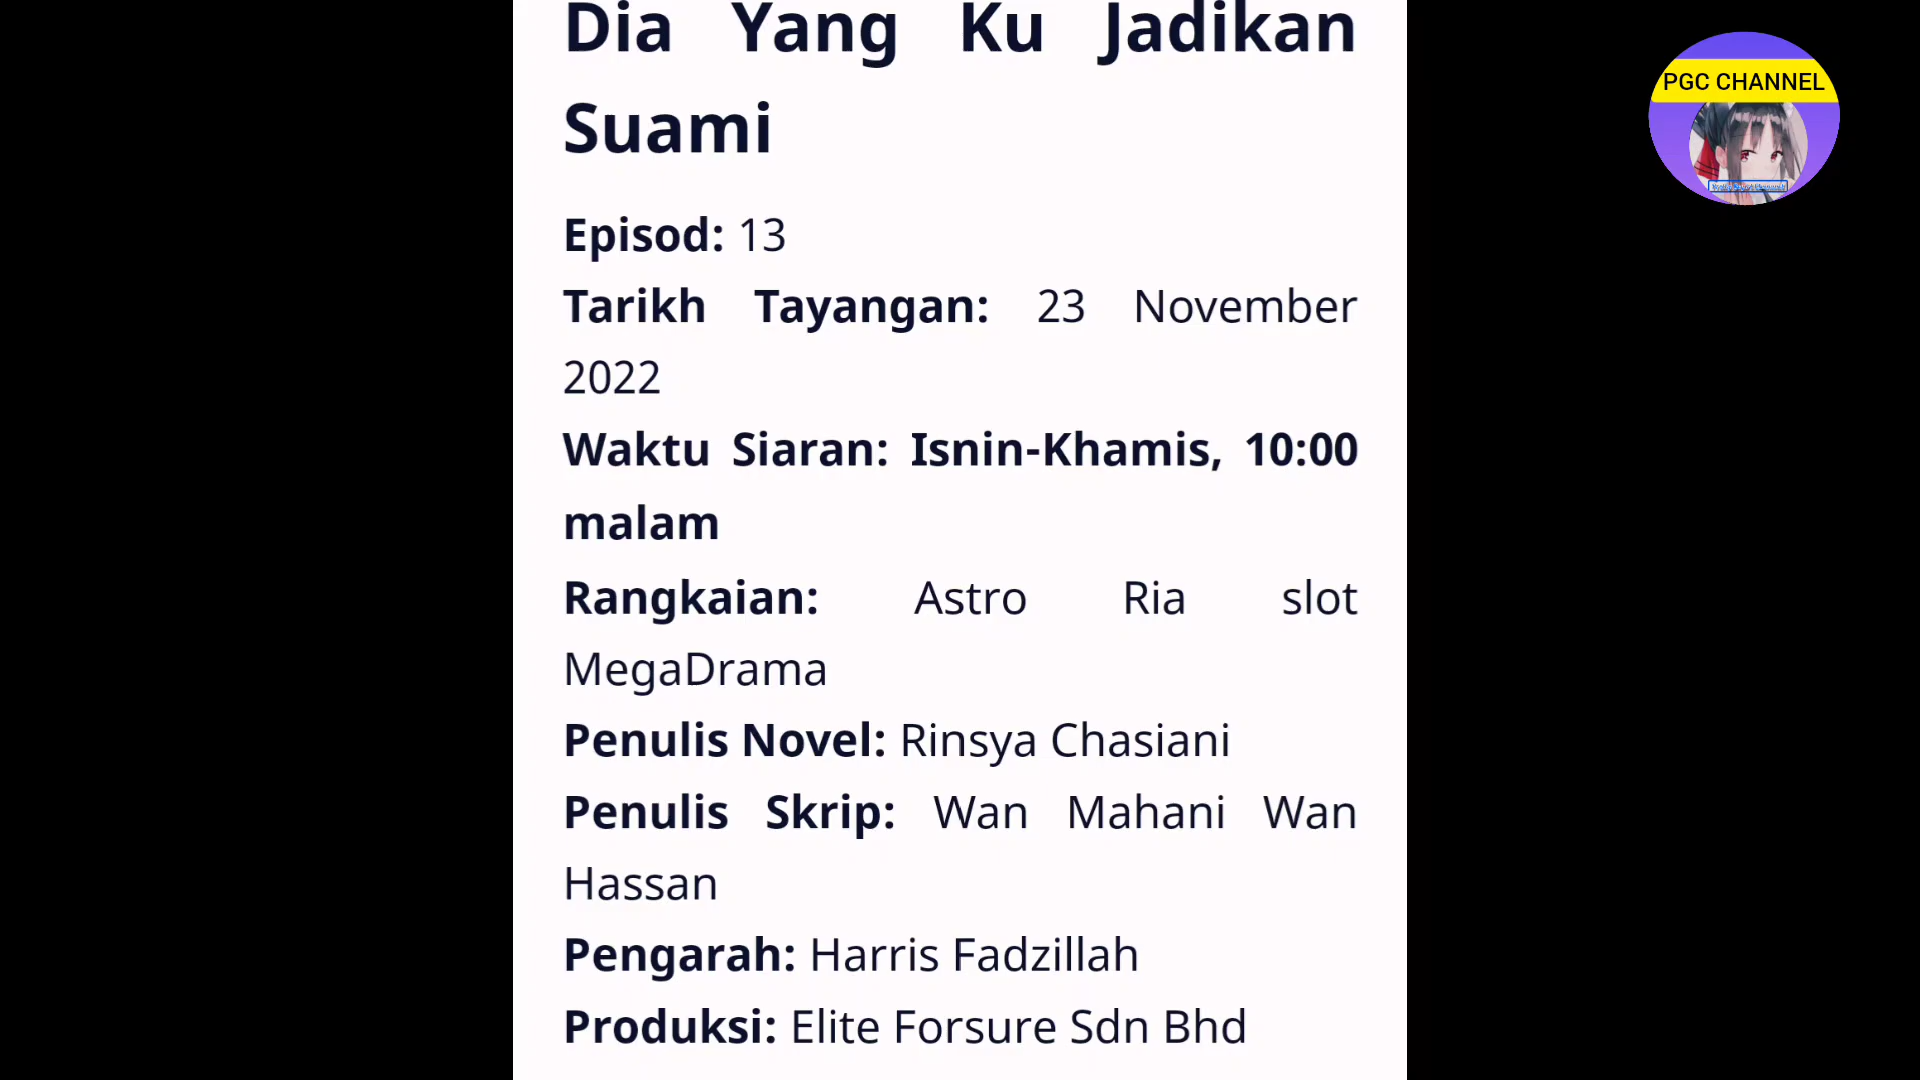 Dia Yang Ku Jadikan
Suami
Episod: 13
Tarikh Tayangan: 23 November
2022
Waktu Siaran: Isnin-Khamis, 10:00
malam
Rangkaian: Astro Ria slot
MegaDrama
Penulis Novel: Rinsya Chasiani
Penulis Skrip: Wan Mahani Wan
Hassan
Pengarah: Harris Fadzillah
Produksi: Elite Forsure Sdn Bhd
PGC CHANNEL